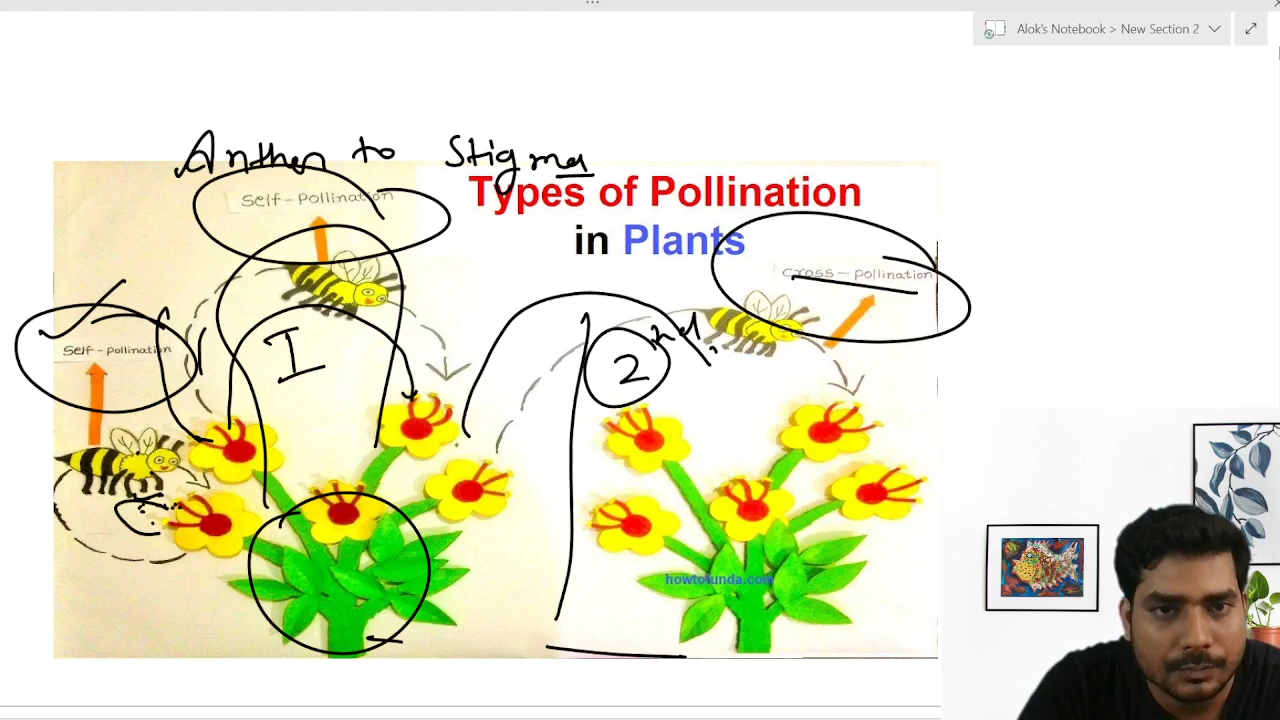 Alok's Notebook > New Section 2
Anther to Stigma
Self-Pollination
Types of Pollination
in Plants
Cross-pollination
Self-pollination
I
2
howtofunda.com